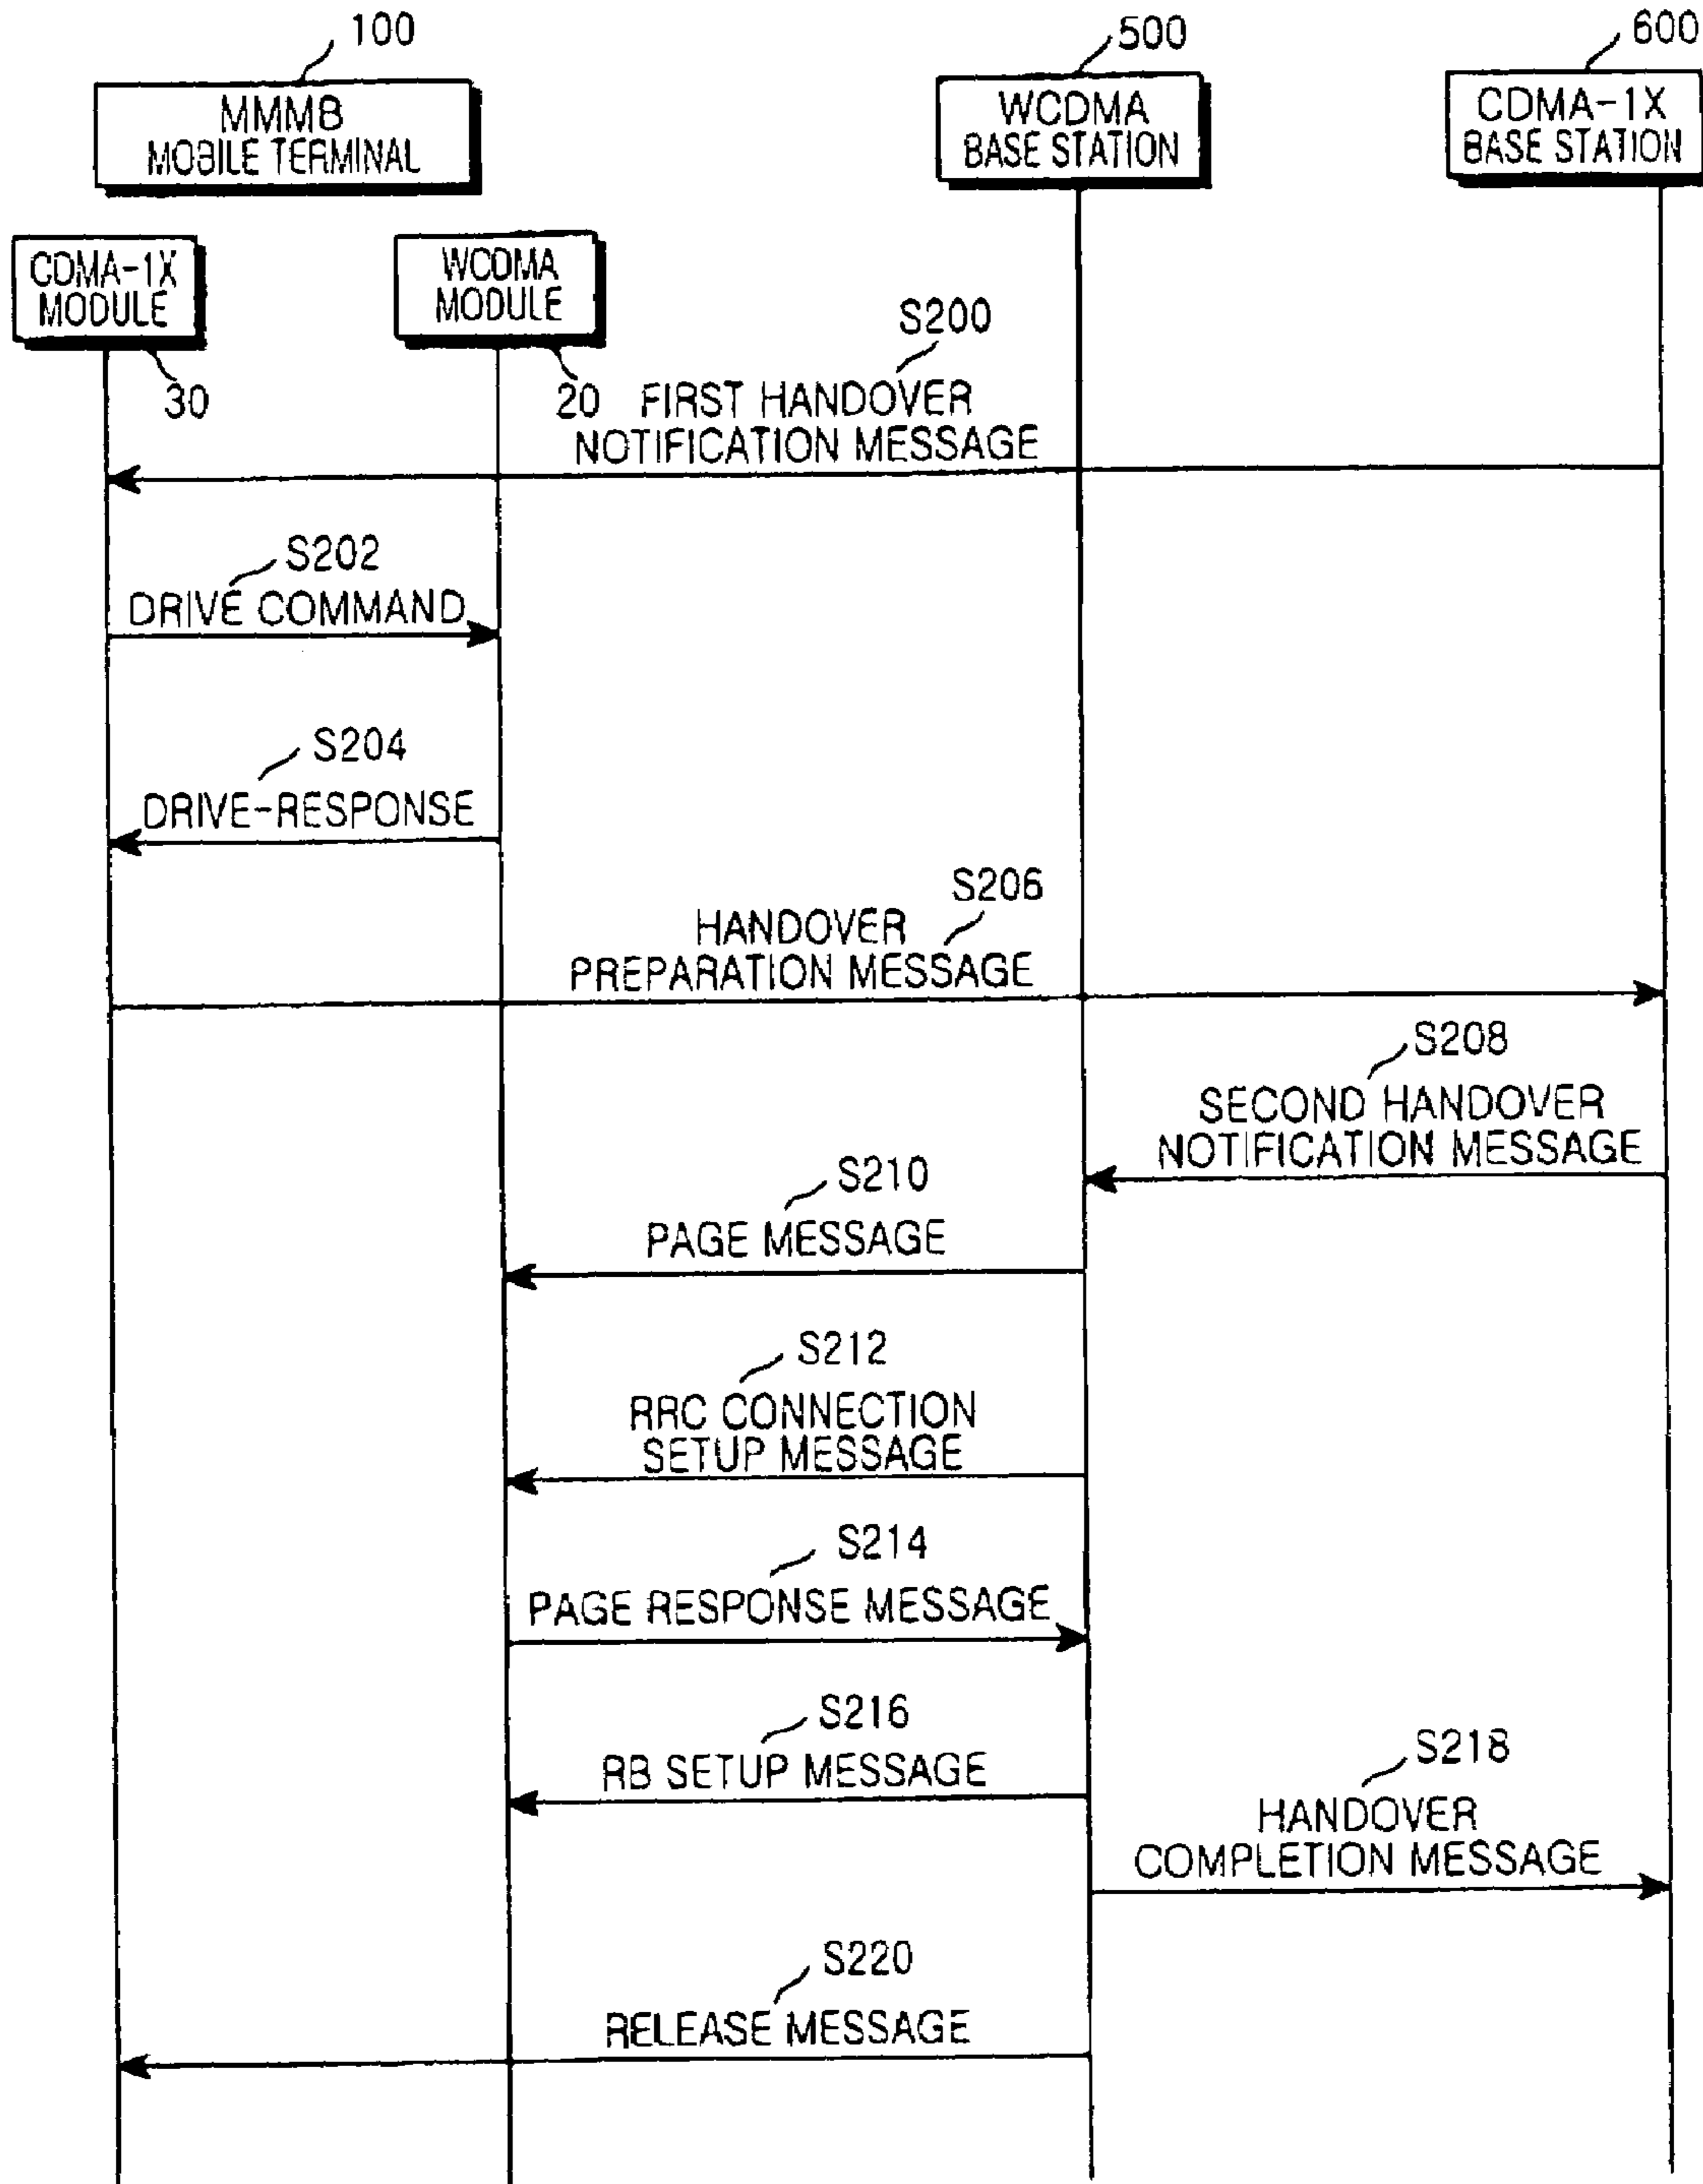 100
500
600
MMMB
MOBILE TERMINAL
WCDMA
BASE STATION
CDMA-1X
BASE STATION
CDMA-1X
MODULE
WCDMA
MODULE
30
20
S200
FIRST HANDOVER
NOTIFICATION MESSAGE
S202
DRIVE COMMAND
S204
DRIVE-RESPONSE
S206
HANDOVER
PREPARATION MESSAGE
S208
SECOND HANDOVER
NOTIFICATION MESSAGE
S210
PAGE MESSAGE
S212
RRC CONNECTION
SETUP MESSAGE
S214
PAGE RESPONSE MESSAGE
S216
RB SETUP MESSAGE
S218
HANDOVER
COMPLETION MESSAGE
S220
RELEASE MESSAGE